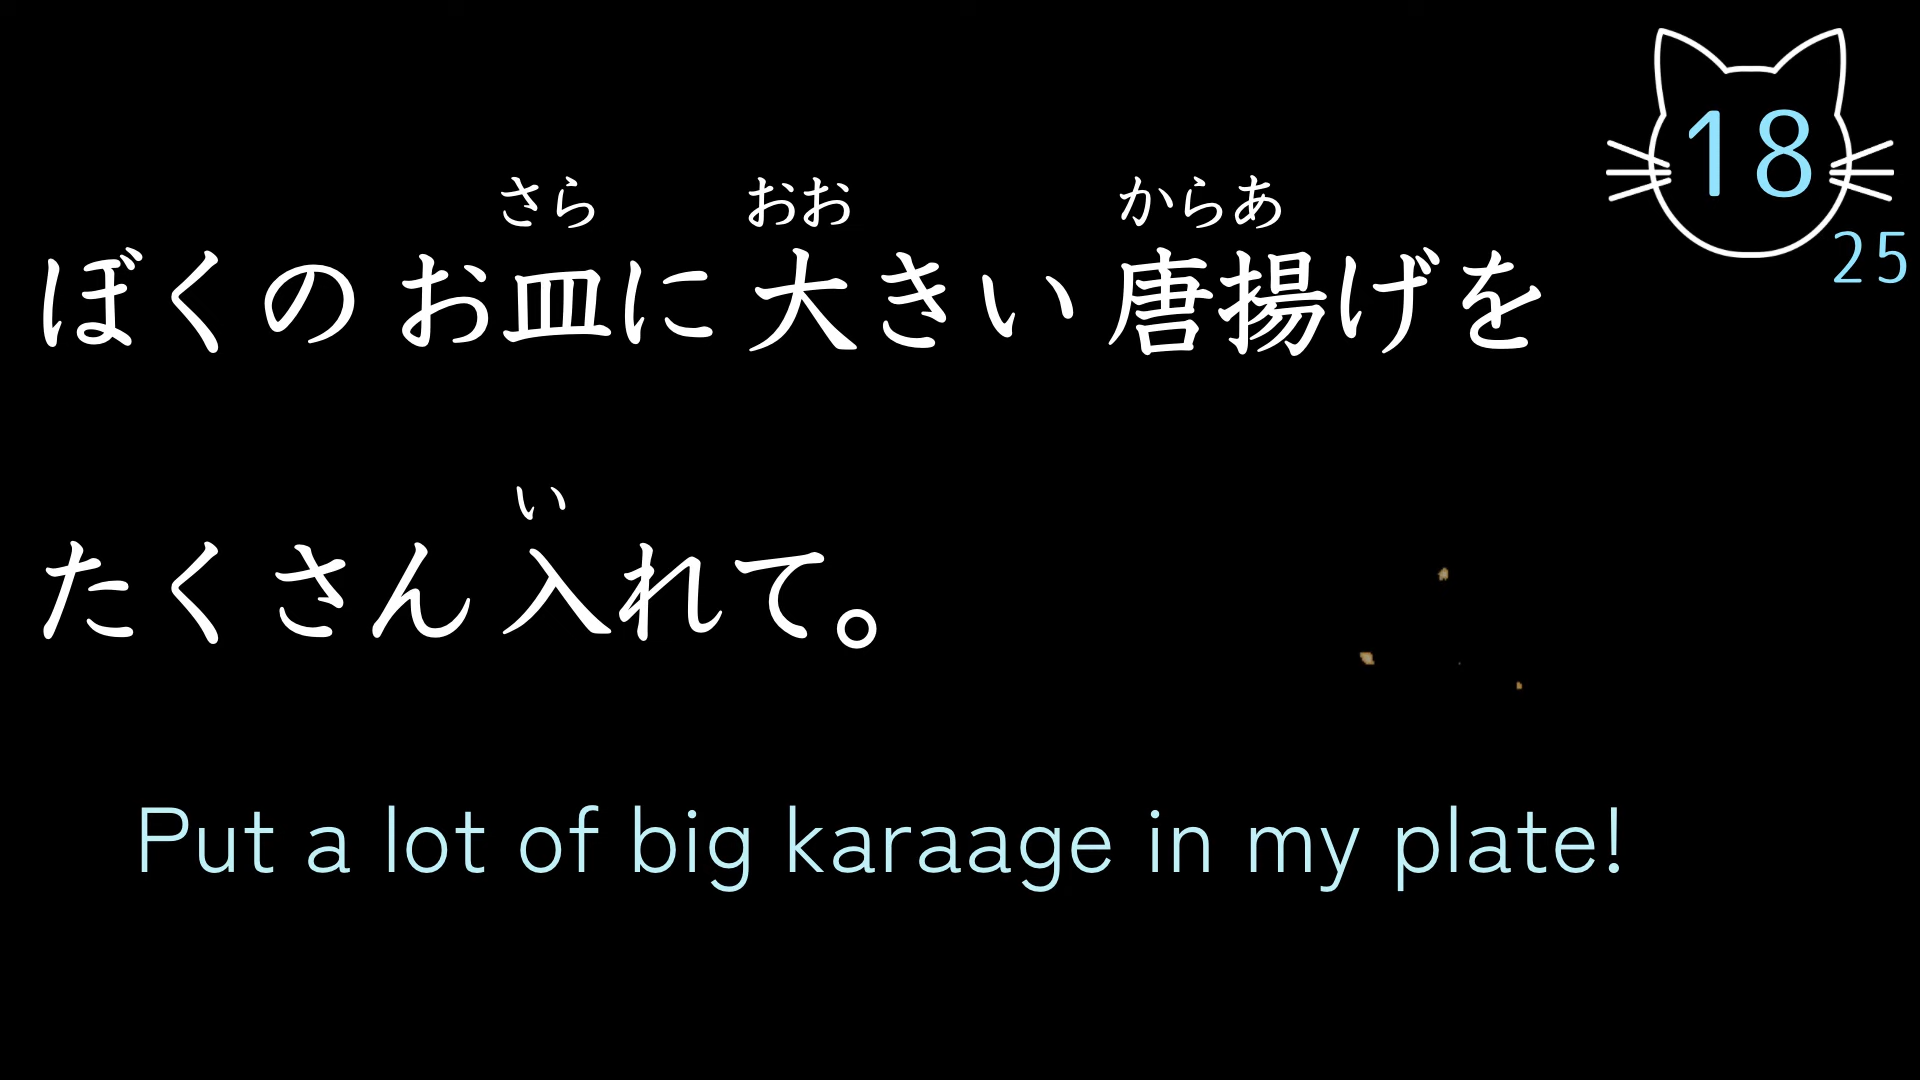 18
25
さら おお からあ
ぼくの お皿に 大きい 唐揚げを
い
たくさん 入れて。
Put a lot of big karaage in my plate!